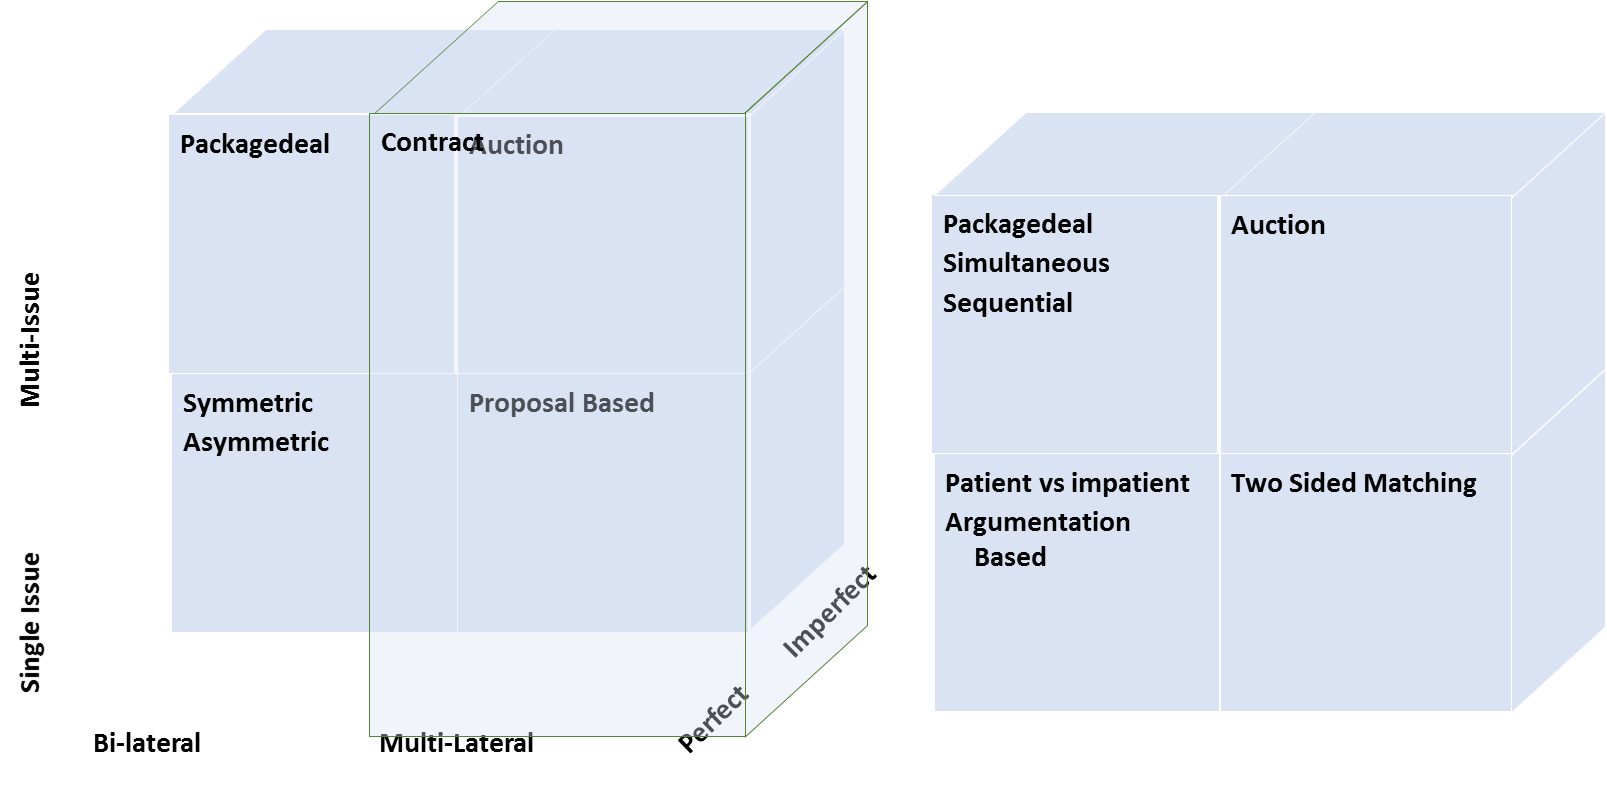 Packagedeal
Contract
Auction
Symmetric
Asymmetric
Proposal Based
Multi-Issue
Single Issue
Bi-lateral
Multi-Lateral
Perfect
Imperfect
Packagedeal
Simultaneous
Sequential
Auction
Patient vs impatient
Argumentation
Based
Two Sided Matching